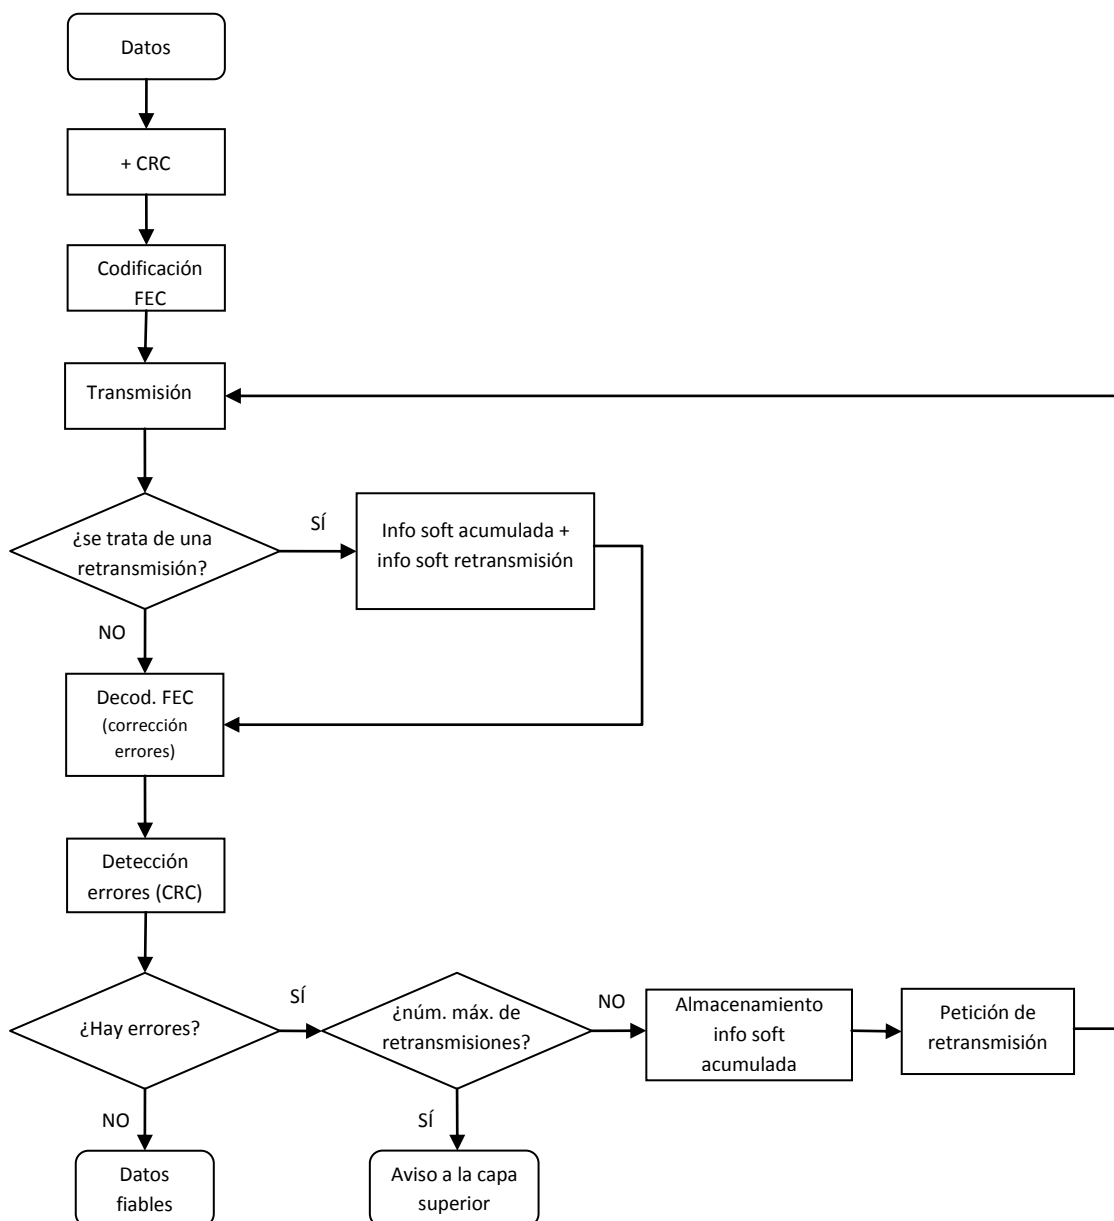 Datos
+ CRC
Codificación
FEC
Transmisión
¿se trata de una
retransmisión?
SÍ
Info soft acumulada +
info soft retransmisión
NO
Decod. FEC
(corrección
errores)
Detección
errores (CRC)
¿Hay errores?
SÍ
¿núm. máx. de
retransmisiones?
NO
Almacenamiento
info soft
acumulada
Petición de
retransmisión
NO
SÍ
Datos
fiables
Aviso a la capa
superior